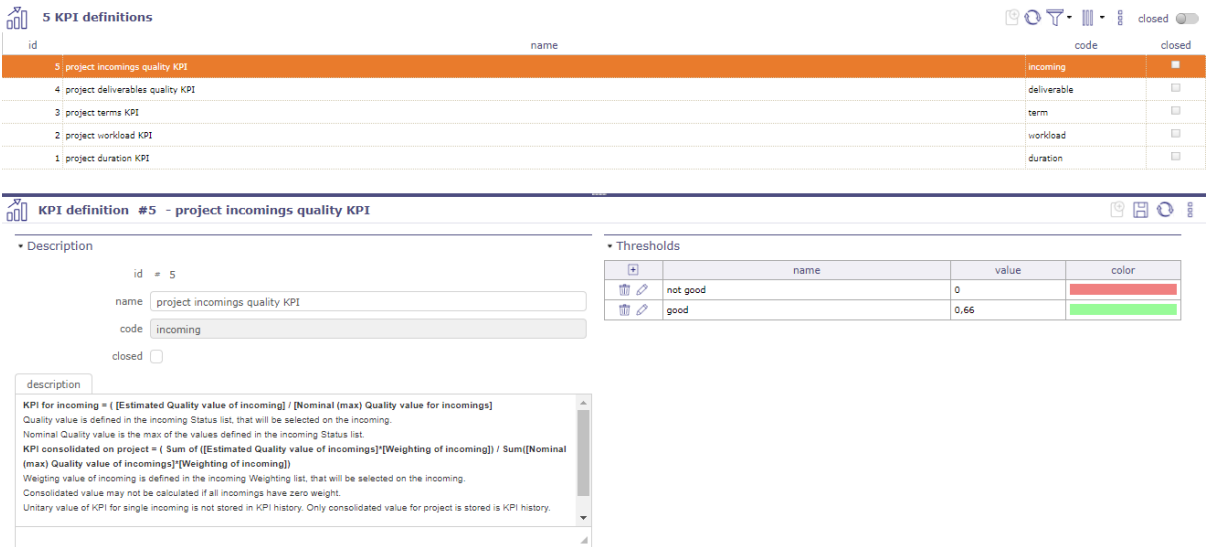 5 KPI definitions
closed
id name code closed
5 project incomings quality KPI incoming
4 project deliverables quality KPI deliverable
3 project terms KPI term
2 project workload KPI workload
1 project duration KPI duration
KPI definition #5 - project incomings quality KPI
Description
id # 5
name project incomings quality KPI
code incoming
closed
description
KPI for incoming = ( [Estimated Quality value of incoming] / [Nominal (max) Quality value for incomings]
Quality value is defined in the incoming Status list, that will be selected on the incoming.
Nominal Quality value is the max of the values defined in the incoming Status list.
KPI consolidated on project = ( Sum of ([Estimated Quality value of incomings]*[Weighting of incoming]) / Sum([Nominal
(max) Quality value of incomings]*[Weighting of incoming])
Weigting value of incoming is defined in the incoming Weighting list, that will be selected on the incoming.
Consolidated value may not be calculated if all incomings have zero weight.
Unitary value of KPI for single incoming is not stored in KPI history. Only consolidated value for project is stored is KPI history.
Thresholds
name value color
not good 0
good 0,66